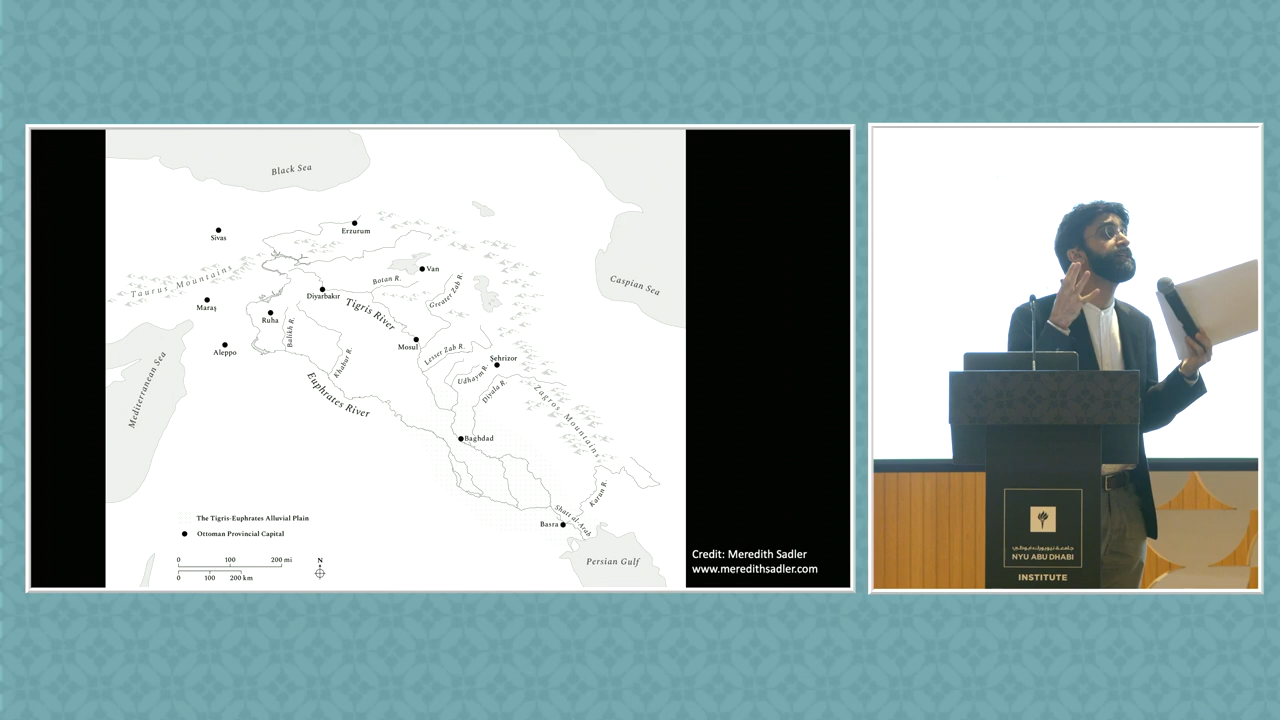 Black Sea
Erzurum
Sivas
Taurus Mountains
Van
Botan R.
Caspian Sea
Greater Zab R.
Diyarbakır
Maraş
Tigris River
Ruha
Balikh R.
Mosul
Aleppo
Lesser Zab R.
Şehrizor
Khabur R.
Udhaym R.
Mediterranean Sea
Euphrates River
Diyala R.
Zagros Mountains
Baghdad
Karun R.
Shatt al-Arab
Basra
Persian Gulf
The Tigris-Euphrates Alluvial Plain
Ottoman Provincial Capital
0 100 200 mi
0 100 200 km
N
Credit: Meredith Sadler
www.meredithsadler.com
جامعة نيويورك أبوظبي
NYU ABU DHABI
INSTITUTE